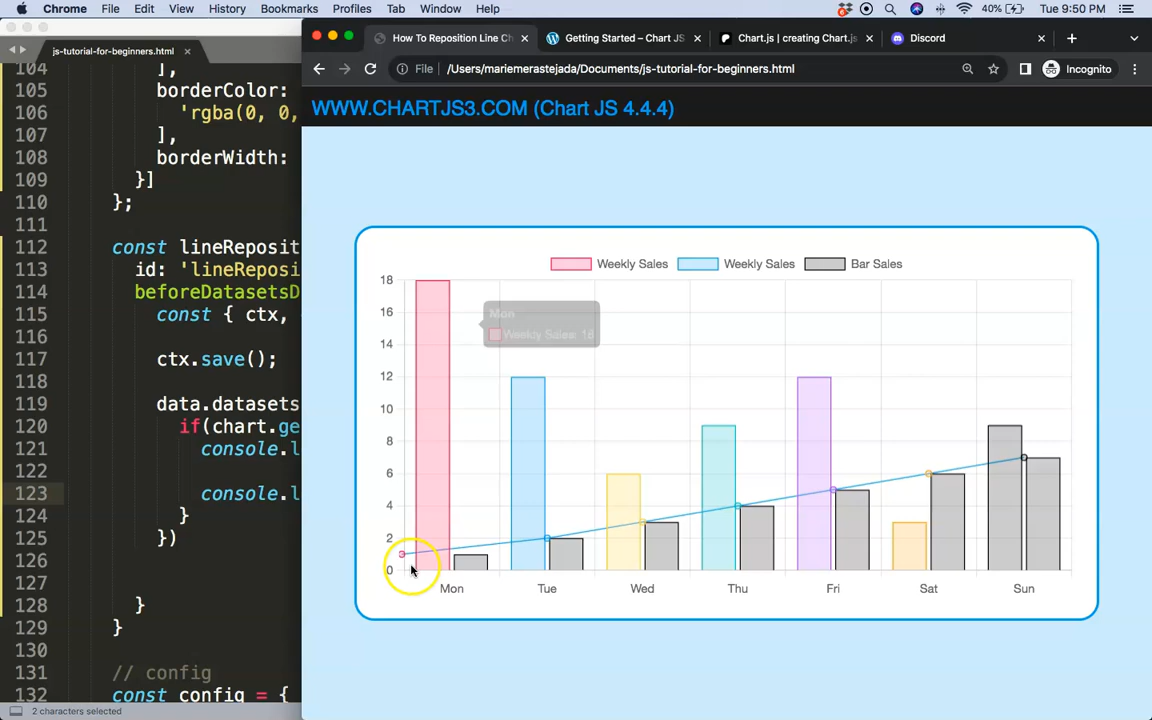 Chrome File Edit View History Bookmarks Profiles Tab Window Help 40% Tue 9:50 PM
js-tutorial-for-beginners.html ×
How To Reposition Line Ch × Getting Started – Chart JS × Chart.js | creating Chart.js × Discord × +
File /Users/mariemerastejada/Documents/js-tutorial-for-beginners.html Incognito
WWW.CHARTJS3.COM (Chart JS 4.4.4)
104 ],
105 borderColor:
106 'rgba(0, 0,
107 ],
108 borderWidth:
109 }]
110 };
111
112 const lineReposit
113 id: 'lineReposi
114 beforeDatasetsD
115 const { ctx,
116
117 ctx.save();
118
119 data.datasets
120 if(chart.ge
121 console.l
122
123 console.l
124 }
125 })
126
127
128 }
129 }
130
131 // config
132 const config = {
2 characters selected
Weekly Sales Weekly Sales Bar Sales
18
16
14
12
10
8
6
4
2
0
Mon
Weekly Sales: 18
Mon Tue Wed Thu Fri Sat Sun